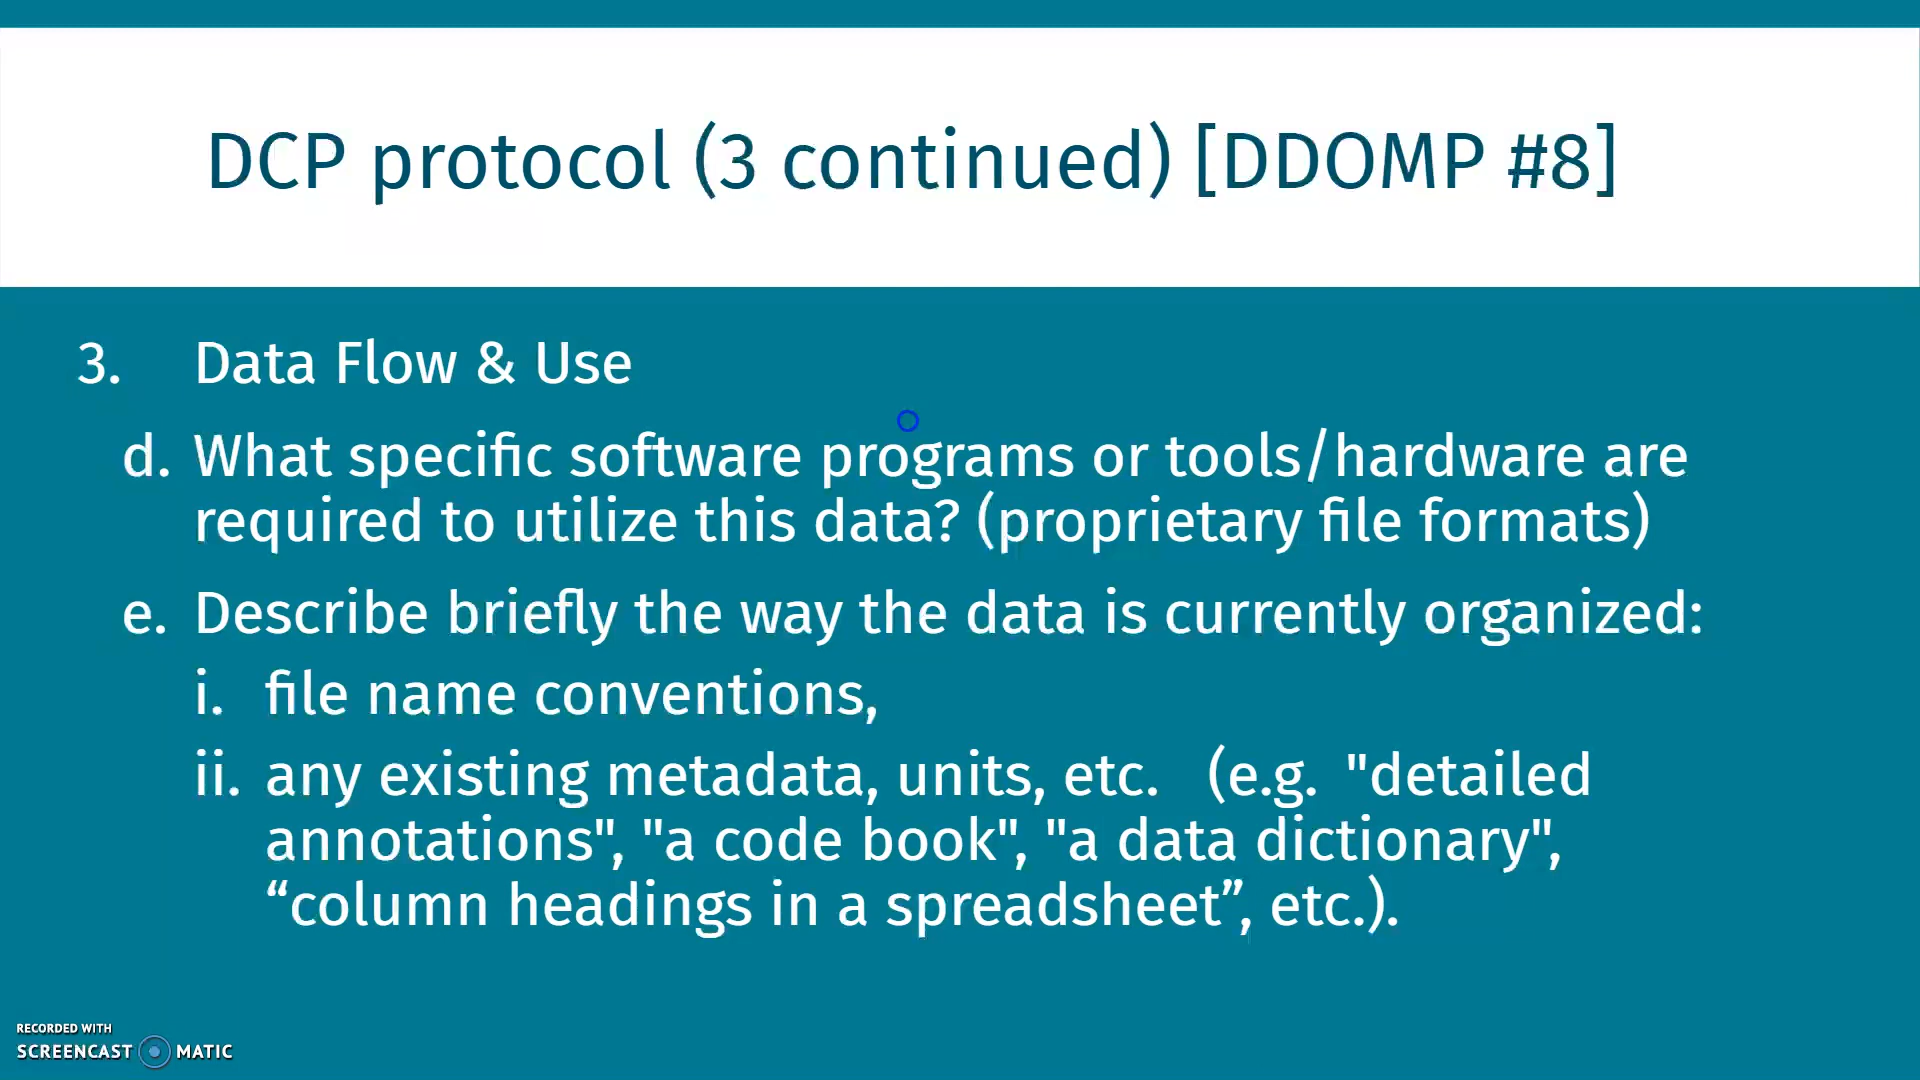 DCP protocol (3 continued) [DDOMP #8]
3. Data Flow & Use
d. What specific software programs or tools/hardware are
required to utilize this data? (proprietary file formats)
e. Describe briefly the way the data is currently organized:
i. file name conventions,
ii. any existing metadata, units, etc. (e.g. "detailed
annotations", "a code book", "a data dictionary",
“column headings in a spreadsheet”, etc.).
RECORDED WITH
SCREENCAST MATIC